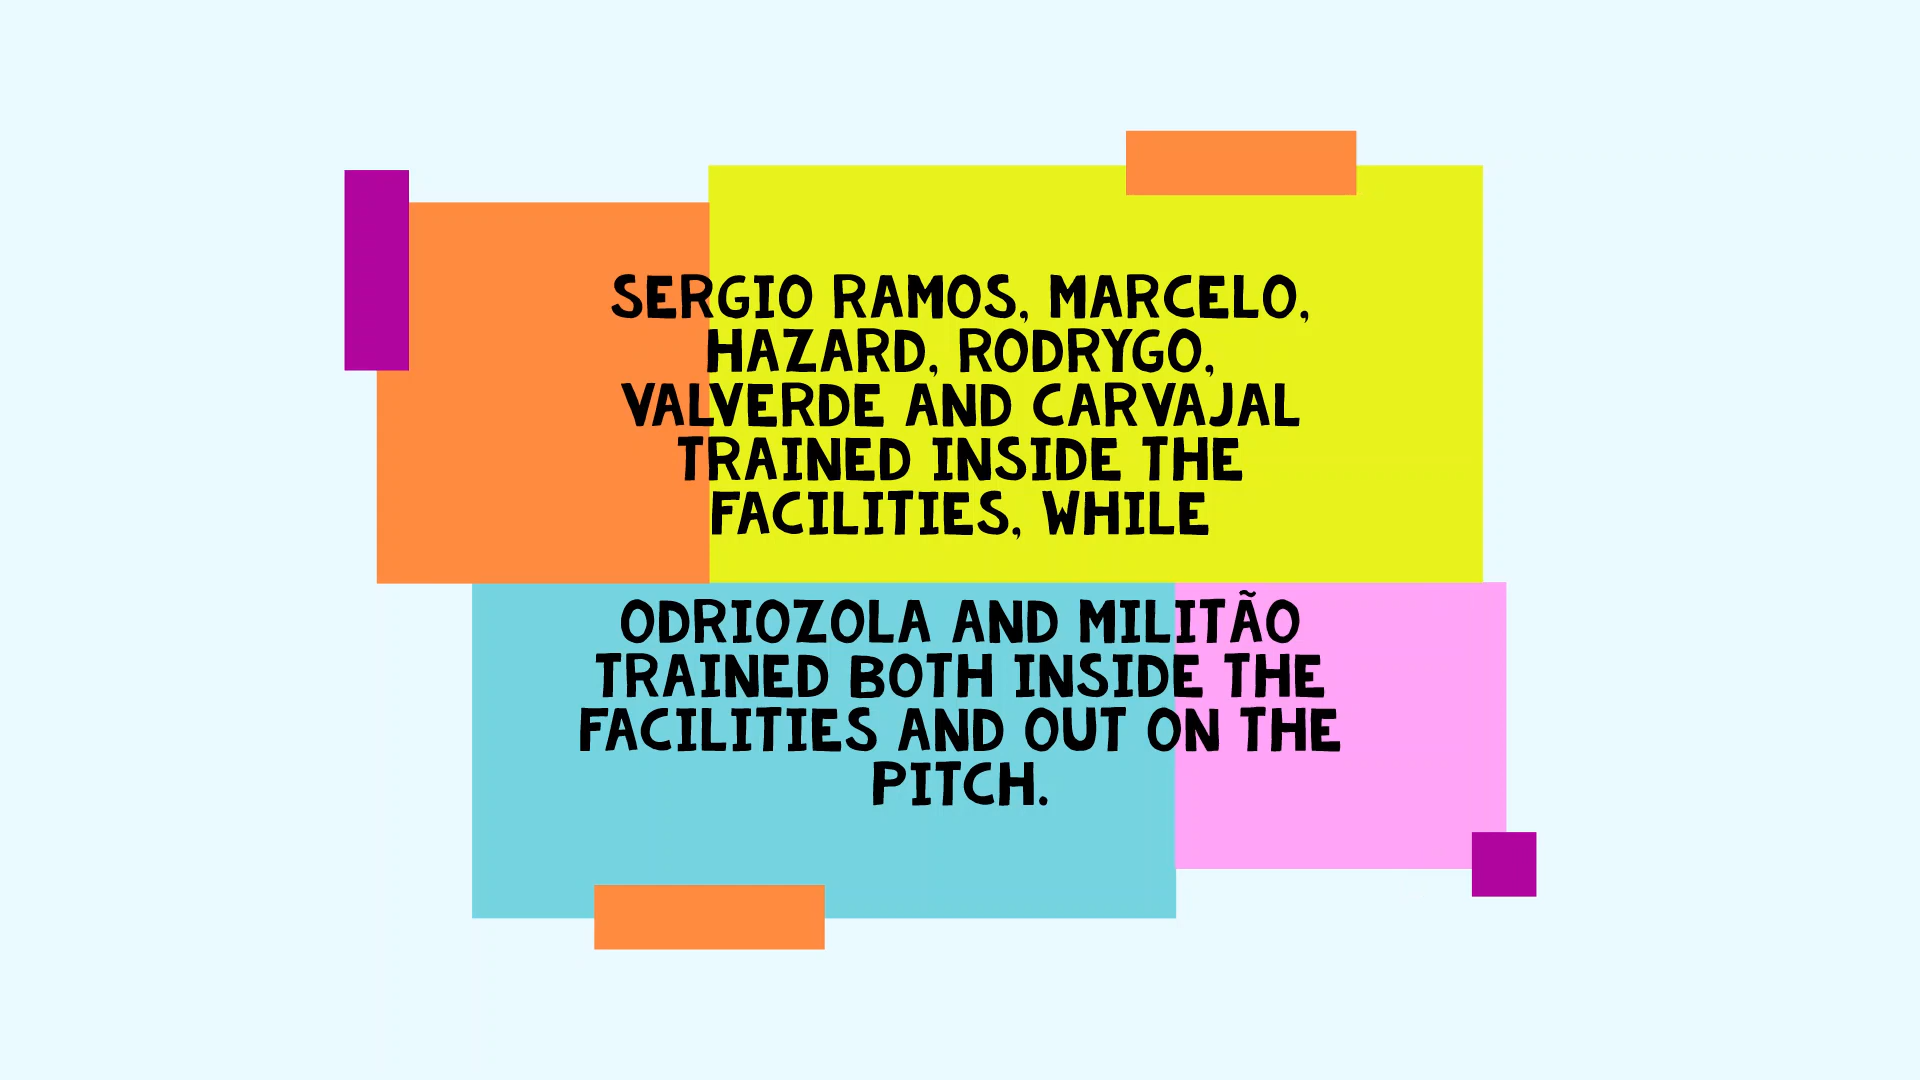 SERGIO RAMOS, MARCELO,
HAZARD, RODRYGO,
VALVERDE AND CARVAJAL
TRAINED INSIDE THE
FACILITIES, WHILE
ODRIOZOLA AND MILITÃO
TRAINED BOTH INSIDE THE
FACILITIES AND OUT ON THE
PITCH.